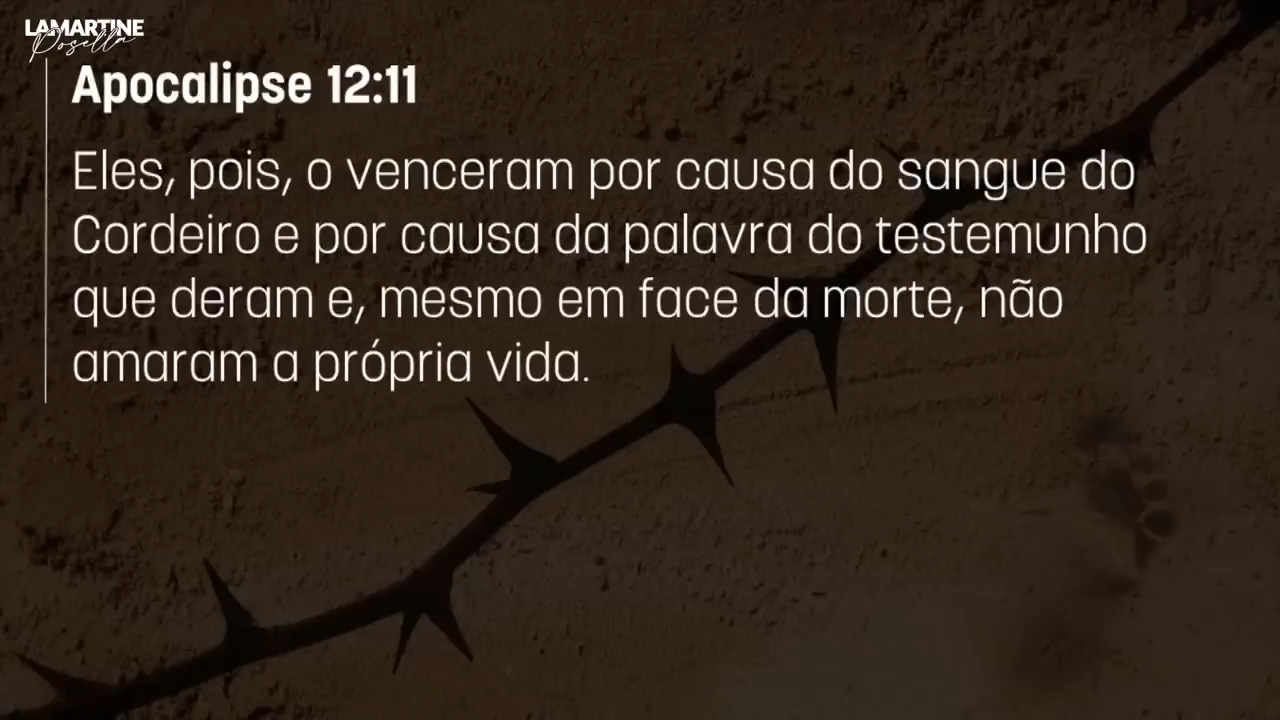 LAMARTINE
Posella
Apocalipse 12:11
Eles, pois, o venceram por causa do sangue do
Cordeiro e por causa da palavra do testemunho
que deram e, mesmo em face da morte, não
amaram a própria vida.